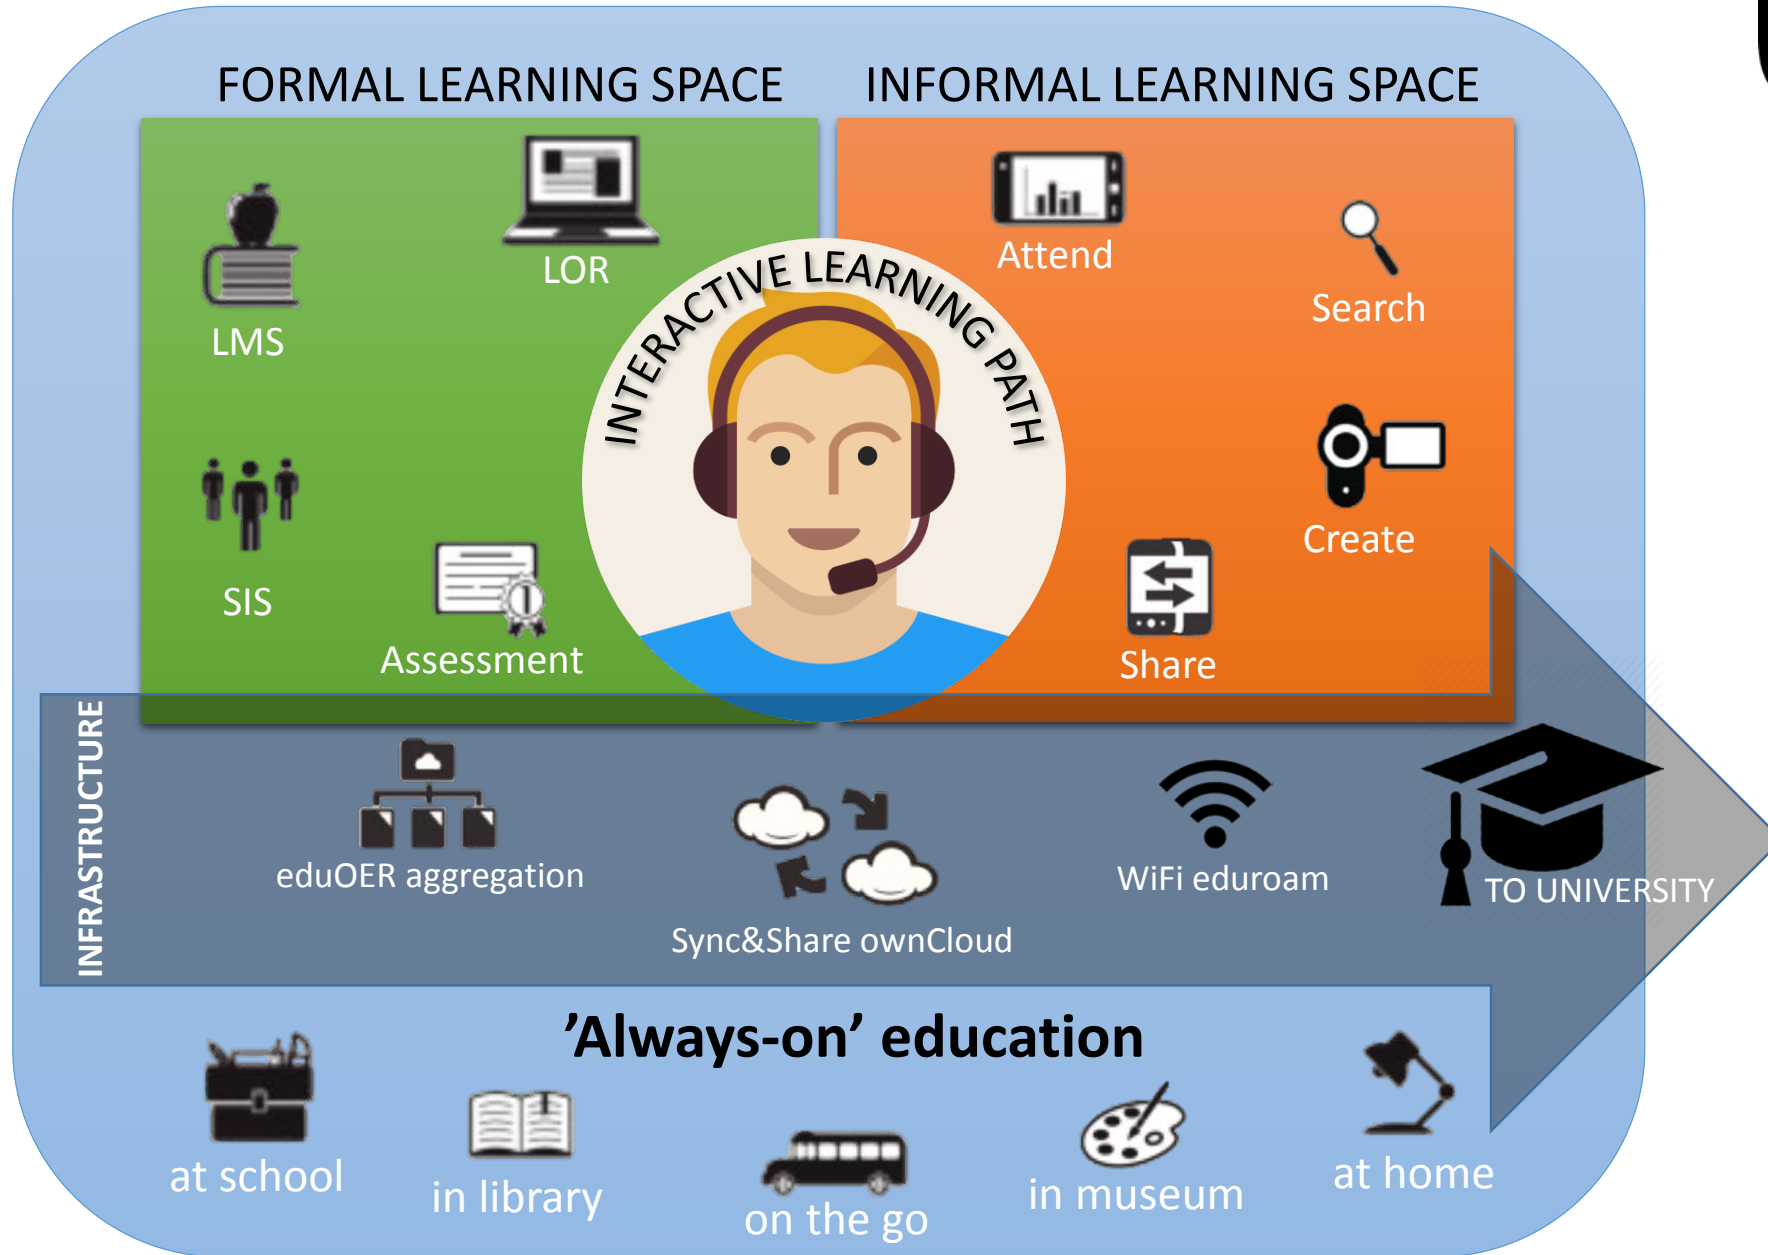 FORMAL LEARNING SPACE
INFORMAL LEARNING SPACE
LMS
LOR
SIS
Assessment
INTERACTIVE LEARNING PATH
Attend
Search
Create
Share
INFRASTRUCTURE
eduOER aggregation
Sync&Share ownCloud
WiFi eduroam
TO UNIVERSITY
’Always-on’ education
at school
in library
on the go
in museum
at home